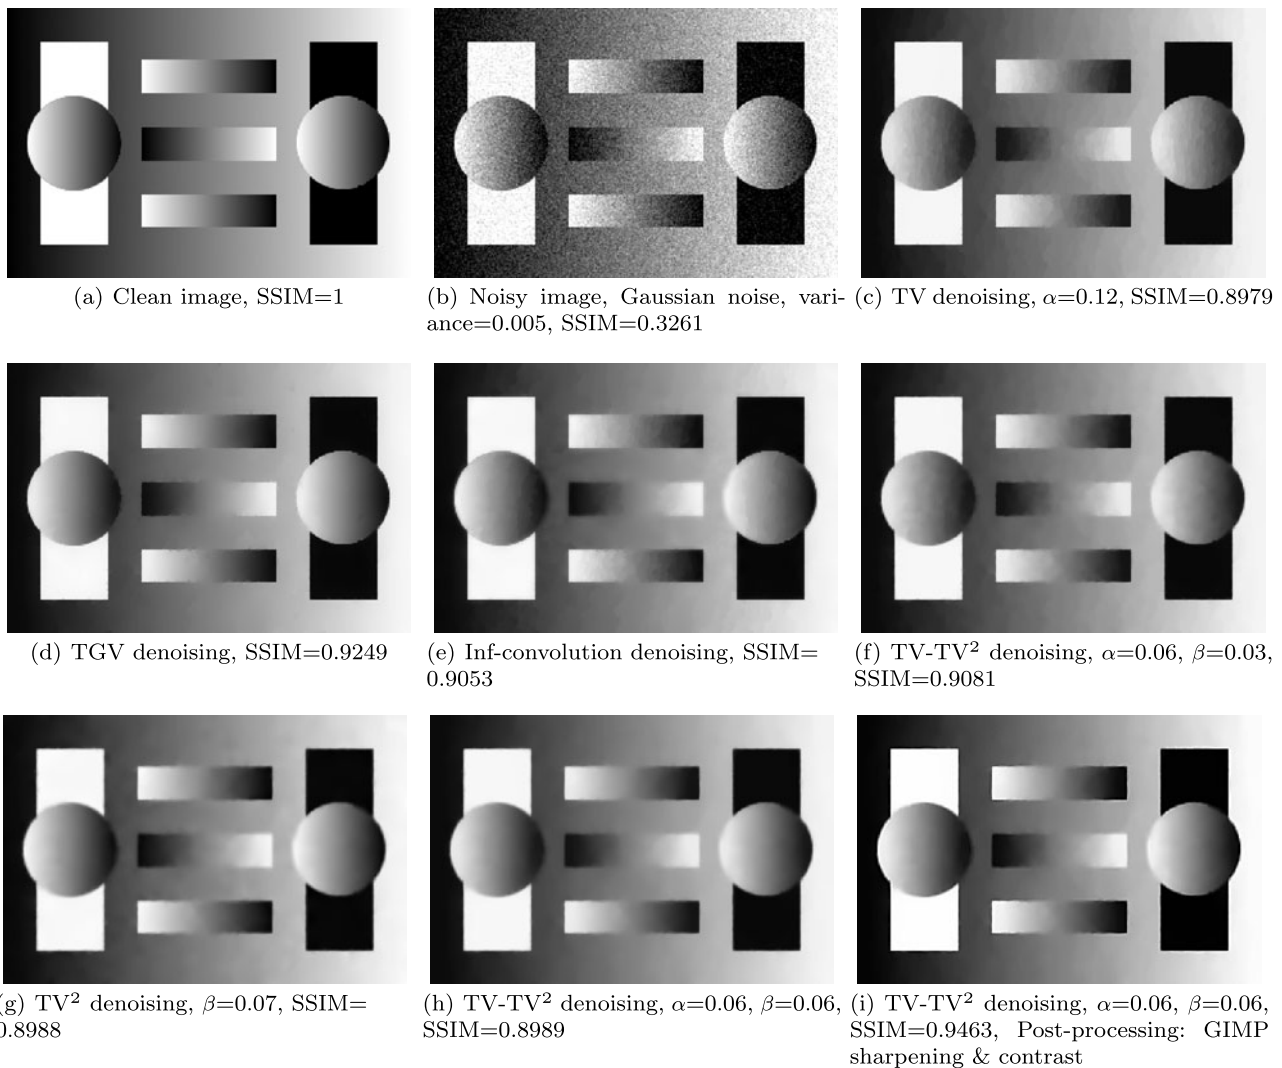 (a) Clean image, SSIM=1
(b) Noisy image, Gaussian noise, vari-
ance=0.005, SSIM=0.3261
(c) TV denoising, α=0.12, SSIM=0.8979
(d) TGV denoising, SSIM=0.9249
(e) Inf-convolution denoising, SSIM=
0.9053
(f) TV-TV² denoising, α=0.06, β=0.03,
SSIM=0.9081
(g) TV² denoising, β=0.07, SSIM=
0.8988
(h) TV-TV² denoising, α=0.06, β=0.06,
SSIM=0.8989
(i) TV-TV² denoising, α=0.06, β=0.06,
SSIM=0.9463, Post-processing: GIMP
sharpening & contrast